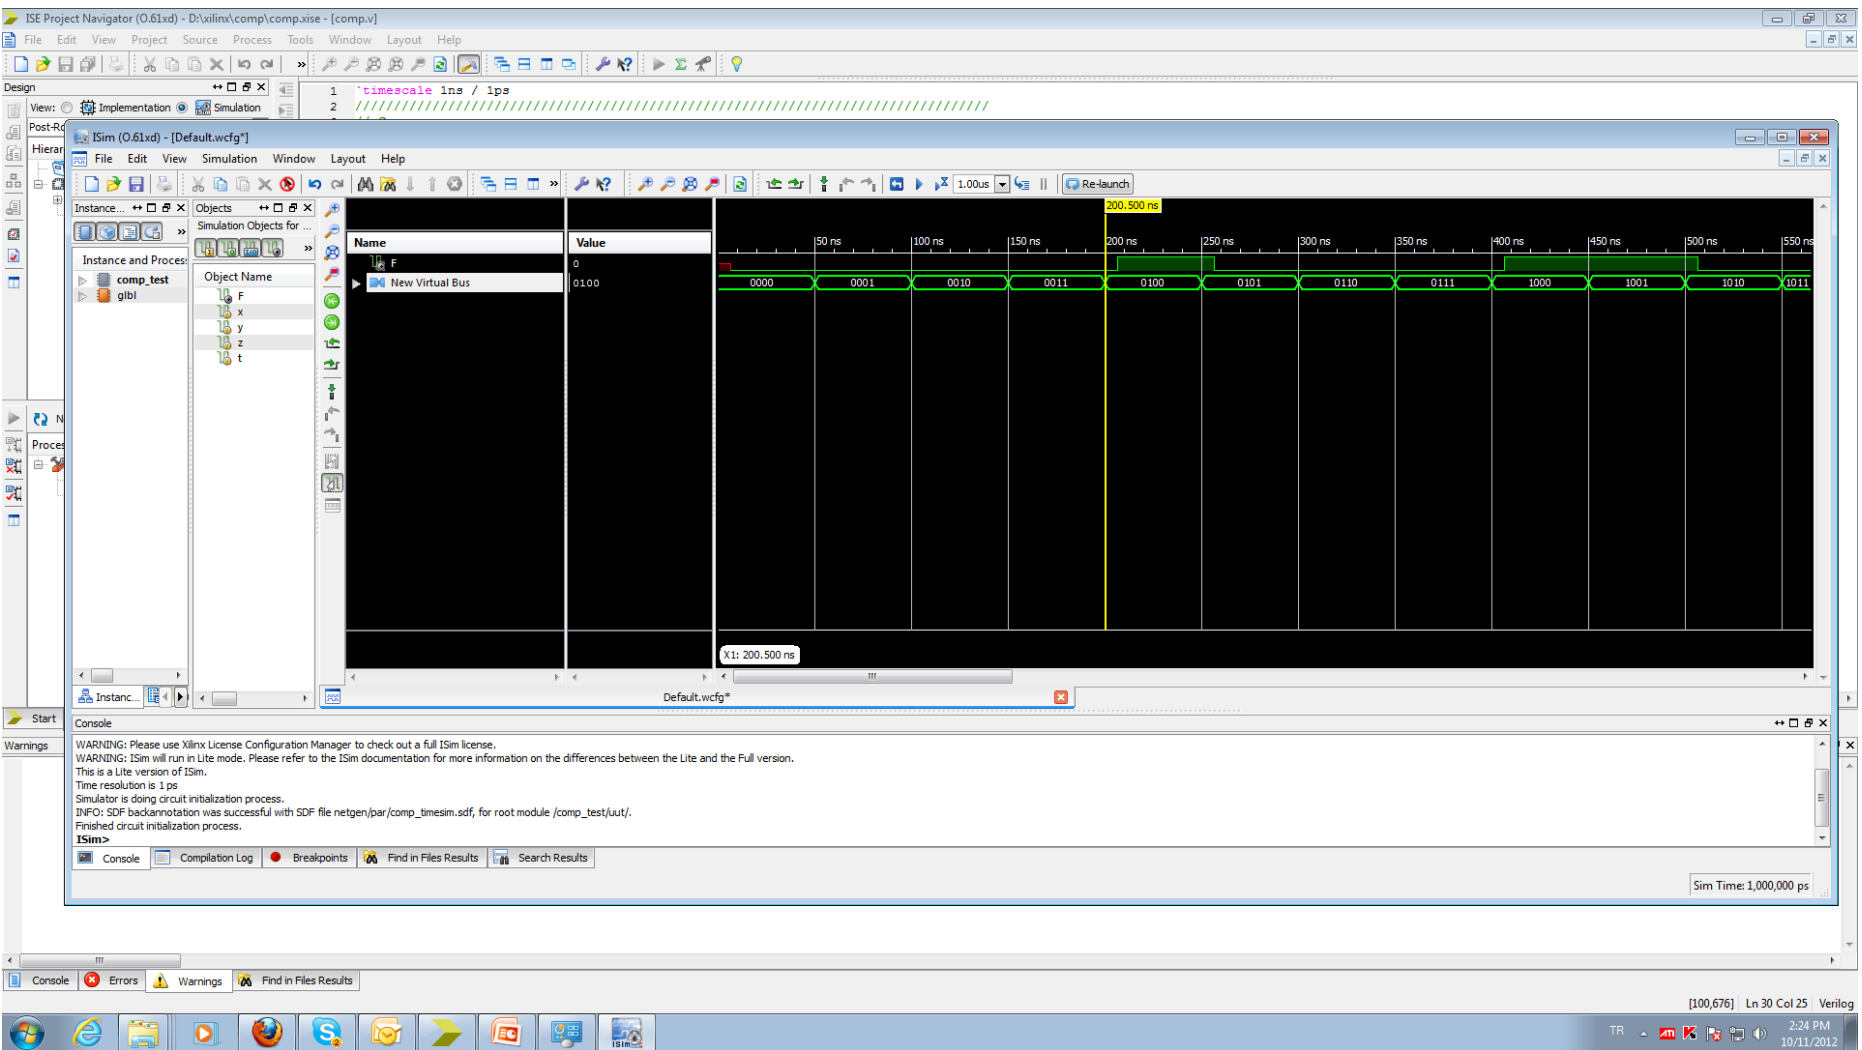 ISE Project Navigator (O.61xd) - D:\xilinx\comp\comp.xise - [comp.v]
File Edit View Project Source Process Tools Window Layout Help
Design
View: Implementation Simulation
1 `timescale 1ns / 1ps
2 ///////////////////////////////////////////////////////////////////////////////////
Post-Ro
Hierar
ISim (O.61xd) - [Default.wcfg*]
File Edit View Simulation Window Layout Help
1.00us Re-launch
Instance... Objects
Simulation Objects for ...
Instance and Proces
comp_test
glbl
Object Name
F
x
y
z
t
Name Value
F 0
New Virtual Bus 0100
200.500 ns
50 ns 100 ns 150 ns 200 ns 250 ns 300 ns 350 ns 400 ns 450 ns 500 ns 550 ns
0000 0001 0010 0011 0100 0101 0110 0111 1000 1001 1010 1011
X1: 200.500 ns
N
Proces
Instanc... Default.wcfg*
Start
Warnings
Console
WARNING: Please use Xilinx License Configuration Manager to check out a full ISim license.
WARNING: ISim will run in Lite mode. Please refer to the ISim documentation for more information on the differences between the Lite and the Full version.
This is a Lite version of ISim.
Time resolution is 1 ps
Simulator is doing circuit initialization process.
INFO: SDF backannotation was successful with SDF file netgen/par/comp_timesim.sdf, for root module /comp_test/uut/.
Finished circuit initialization process.
ISim>
Console Compilation Log Breakpoints Find in Files Results Search Results
Sim Time: 1,000,000 ps
Console Errors Warnings Find in Files Results
[100,676] Ln 30 Col 25 Verilog
ISim
TR 2:24 PM
10/11/2012